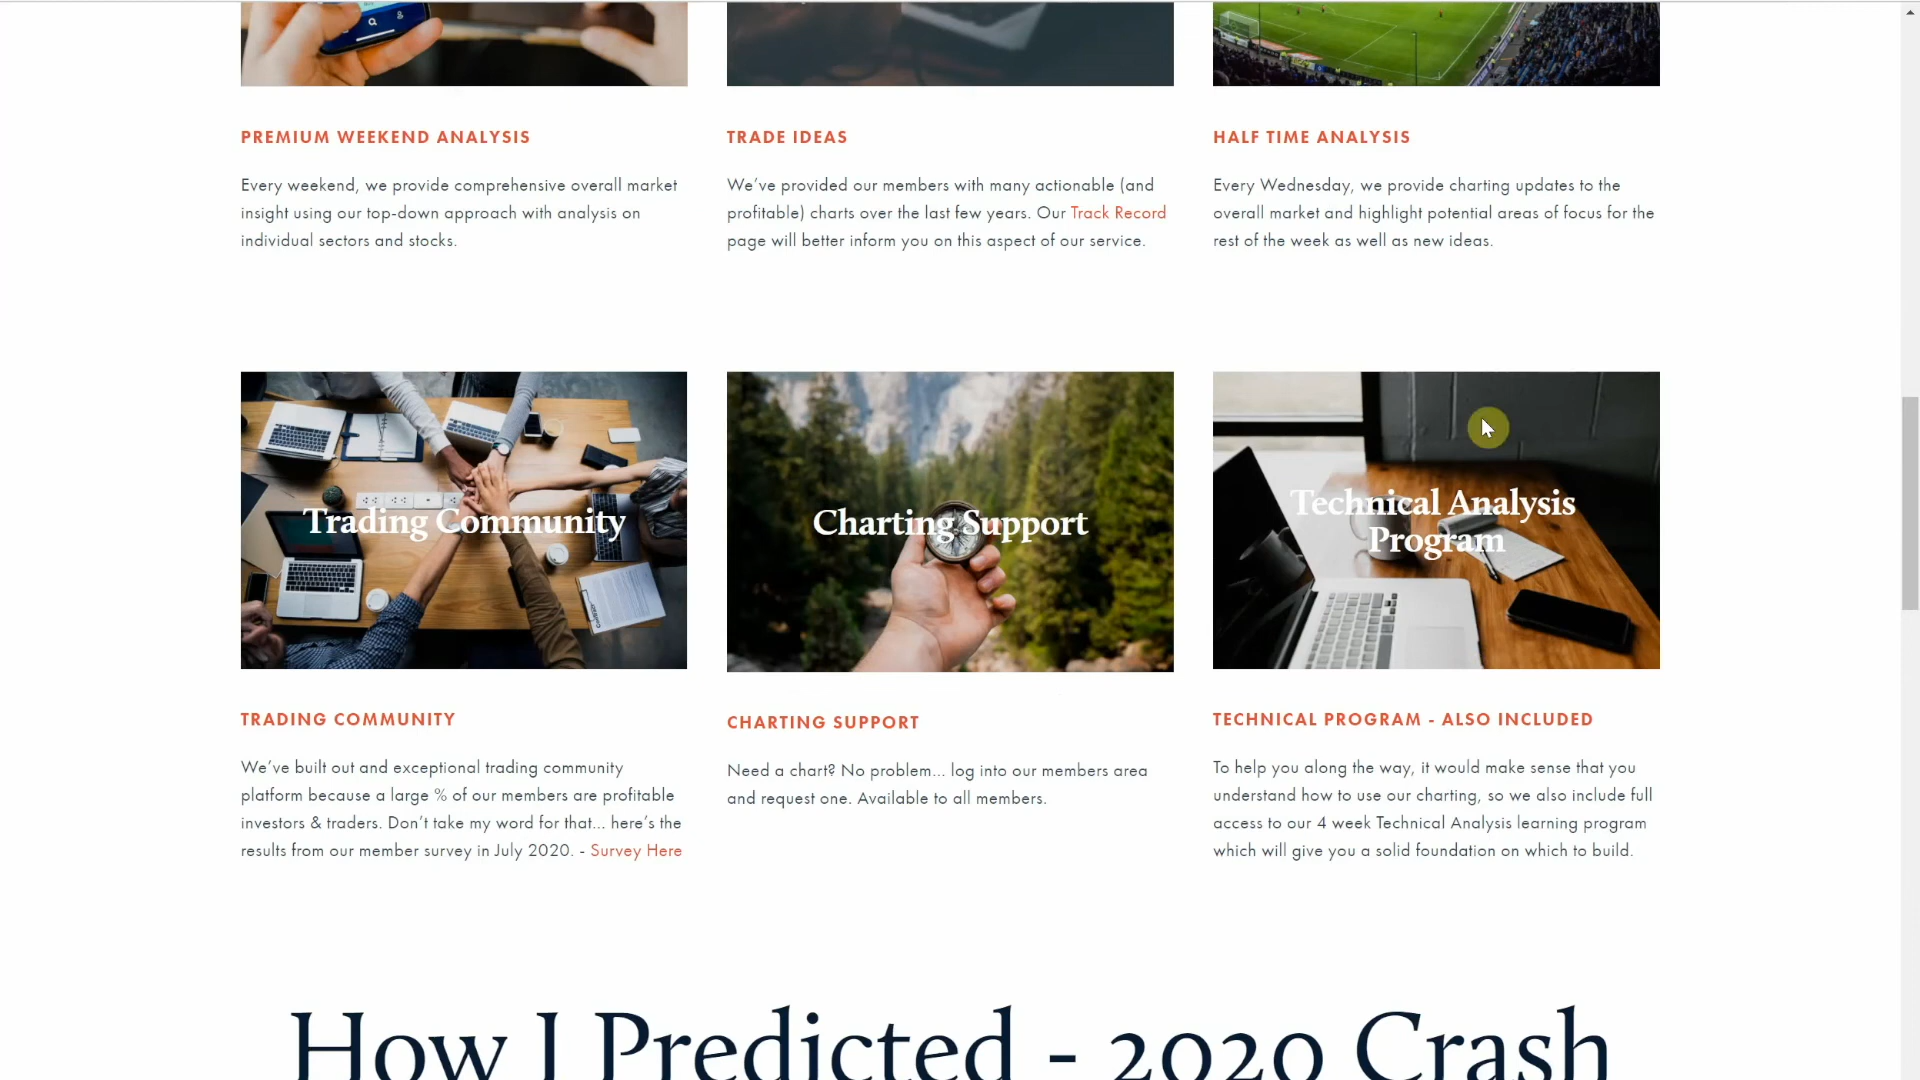 PREMIUM WEEKEND ANALYSIS
Every weekend, we provide comprehensive overall market
insight using our top-down approach with analysis on
individual sectors and stocks.
TRADE IDEAS
We've provided our members with many actionable (and
profitable) charts over the last few years. Our Track Record
page will better inform you on this aspect of our service.
HALF TIME ANALYSIS
Every Wednesday, we provide charting updates to the
overall market and highlight potential areas of focus for the
rest of the week as well as new ideas.
Trading Community
TRADING COMMUNITY
We've built out and exceptional trading community
platform because a large % of our members are profitable
investors & traders. Don't take my word for that... here's the
results from our member survey in July 2020. - Survey Here
Charting Support
CHARTING SUPPORT
Need a chart? No problem... log into our members area
and request one. Available to all members.
Technical Analysis
Program
TECHNICAL PROGRAM - ALSO INCLUDED
To help you along the way, it would make sense that you
understand how to use our charting, so we also include full
access to our 4 week Technical Analysis learning program
which will give you a solid foundation on which to build.
How I Predicted - 2020 Crash